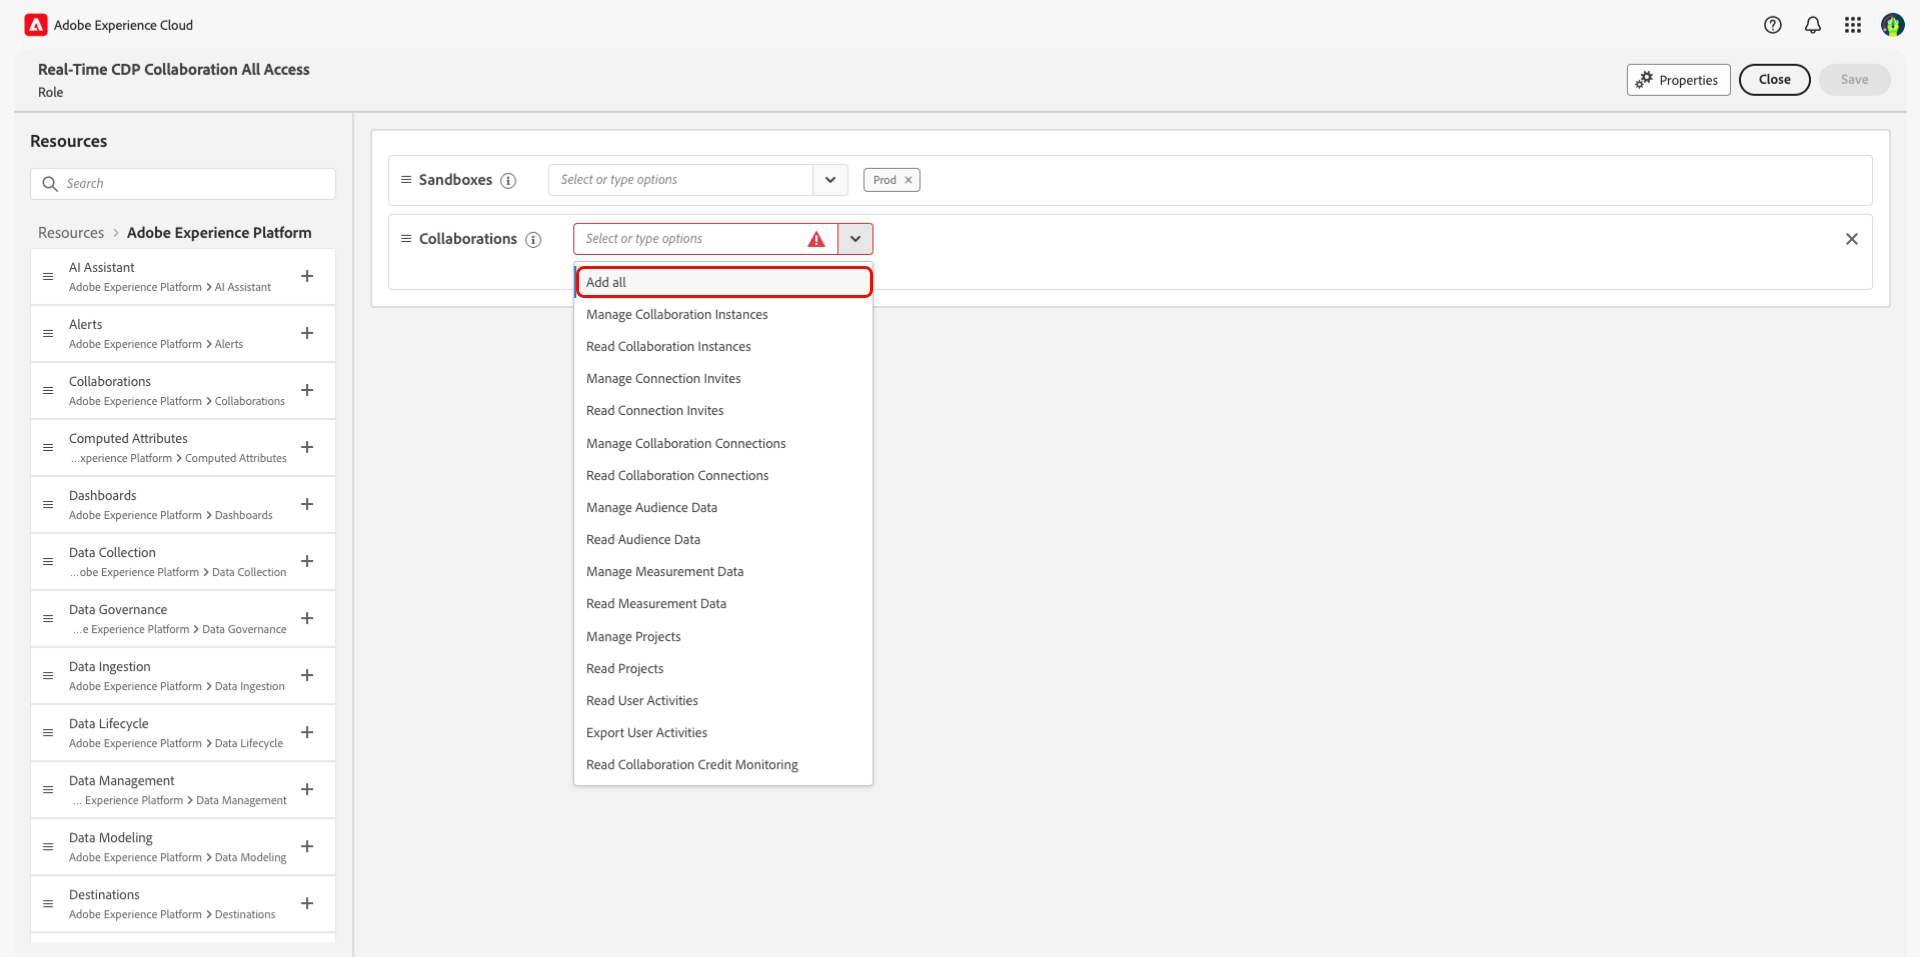 Adobe Experience Cloud
Real-Time CDP Collaboration All Access
Role
Properties
Close
Save
Resources
Search
Resources > Adobe Experience Platform
AI Assistant
Adobe Experience Platform > AI Assistant
Alerts
Adobe Experience Platform > Alerts
Collaborations
Adobe Experience Platform > Collaborations
Computed Attributes
...xperience Platform > Computed Attributes
Dashboards
Adobe Experience Platform > Dashboards
Data Collection
...obe Experience Platform > Data Collection
Data Governance
...e Experience Platform > Data Governance
Data Ingestion
Adobe Experience Platform > Data Ingestion
Data Lifecycle
Adobe Experience Platform > Data Lifecycle
Data Management
... Experience Platform > Data Management
Data Modeling
Adobe Experience Platform > Data Modeling
Destinations
Adobe Experience Platform > Destinations
Sandboxes
Select or type options
Prod
Collaborations
Select or type options
Add all
Manage Collaboration Instances
Read Collaboration Instances
Manage Connection Invites
Read Connection Invites
Manage Collaboration Connections
Read Collaboration Connections
Manage Audience Data
Read Audience Data
Manage Measurement Data
Read Measurement Data
Manage Projects
Read Projects
Read User Activities
Export User Activities
Read Collaboration Credit Monitoring